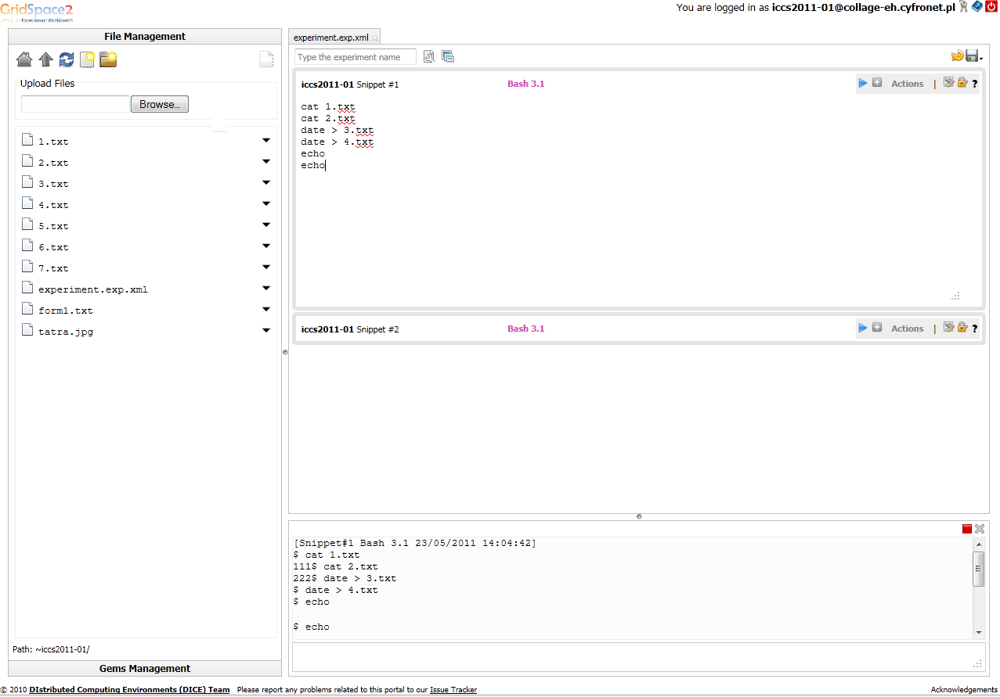 GridSpace2
Experiment Workbench
You are logged in as iccs2011-01@collage-eh.cyfronet.pl
File Management
Upload Files
Browse...
1.txt
2.txt
3.txt
4.txt
5.txt
6.txt
7.txt
experiment.exp.xml
form1.txt
tatra.jpg
Path: ~iccs2011-01/
Gems Management
experiment.exp.xml
Type the experiment name
iccs2011-01 Snippet #1 Bash 3.1 Actions | ?
cat 1.txt
cat 2.txt
date > 3.txt
date > 4.txt
echo
echo
iccs2011-01 Snippet #2 Bash 3.1 Actions | ?
[Snippet#1 Bash 3.1 23/05/2011 14:04:42]
$ cat 1.txt
111$ cat 2.txt
222$ date > 3.txt
$ date > 4.txt
$ echo
$ echo
© 2010 DIstributed Computing Environments (DICE) Team Please report any problems related to this portal to our Issue Tracker Acknowledgements